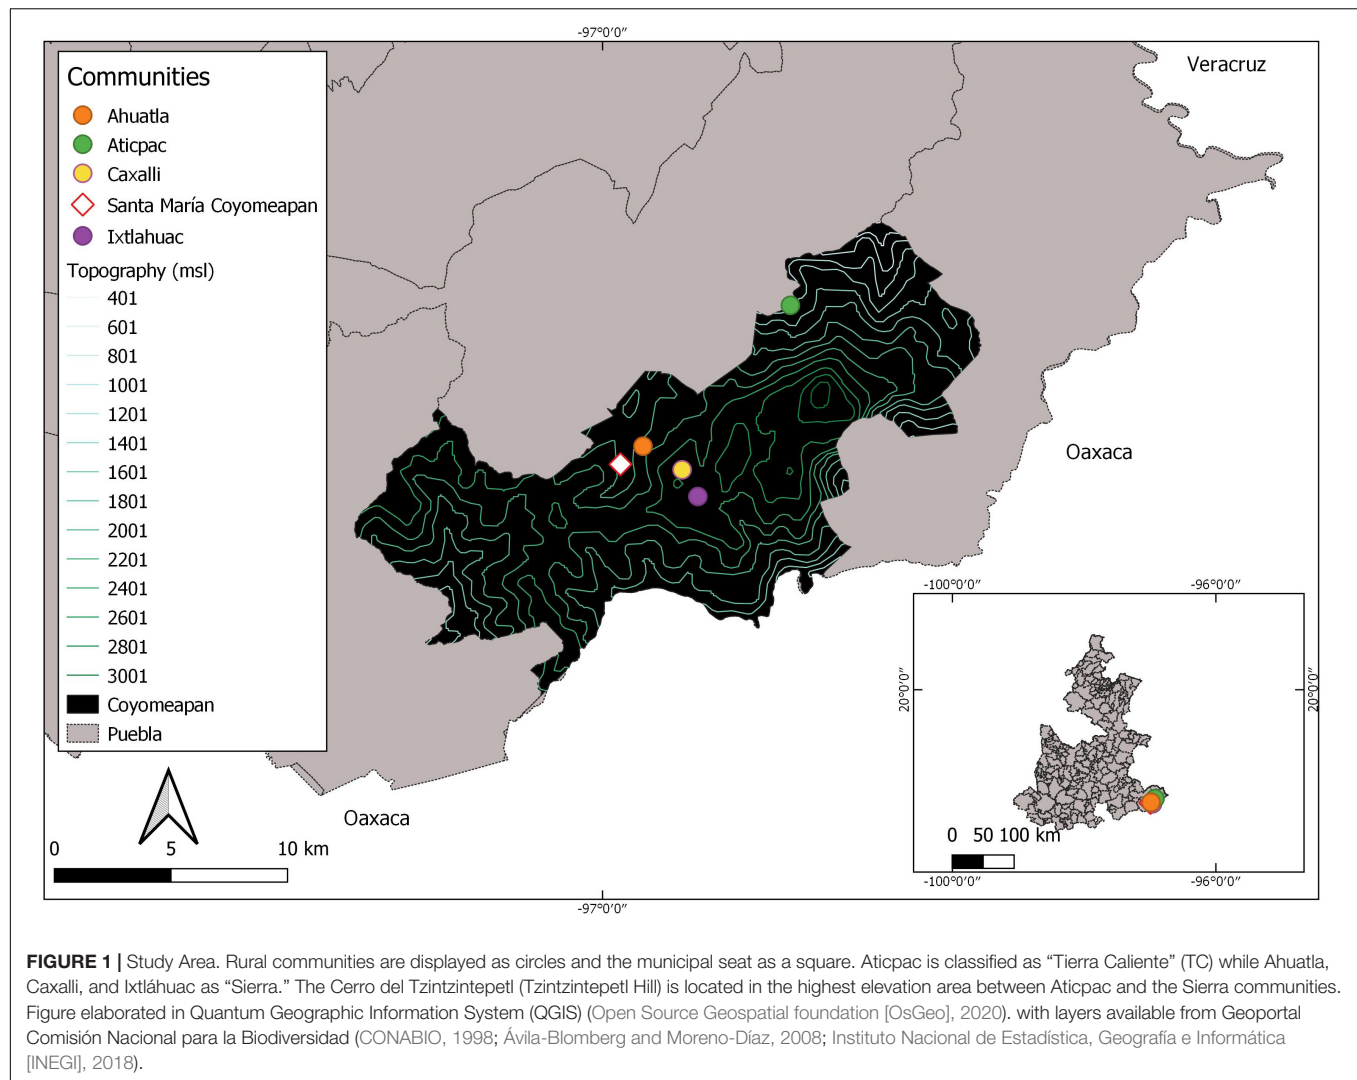 -97°0'0"
Veracruz
Communities
Ahuatla
Aticpac
Caxalli
Santa María Coyomeapan
Ixtlahuac
Topography (msl)
401
601
801
1001
1201
1401
1601
1801
2001
2201
2401
2601
2801
3001
Coyomeapan
Puebla
Oaxaca
Oaxaca
0 5 10 km
-97°0'0"
-100°0'0" -96°0'0"
20°0'0" 20°0'0"
0 50 100 km
-100°0'0" -96°0'0"
FIGURE 1 | Study Area. Rural communities are displayed as circles and the municipal seat as a square. Aticpac is classified as “Tierra Caliente” (TC) while Ahuatla,
Caxalli, and Ixtláhuac as “Sierra.” The Cerro del Tzintzintepetl (Tzintzintepetl Hill) is located in the highest elevation area between Aticpac and the Sierra communities.
Figure elaborated in Quantum Geographic Information System (QGIS) (Open Source Geospatial foundation [OsGeo], 2020). with layers available from Geoportal
Comisión Nacional para la Biodiversidad (CONABIO, 1998; Ávila-Blomberg and Moreno-Díaz, 2008; Instituto Nacional de Estadística, Geografía e Informática
[INEGI], 2018).